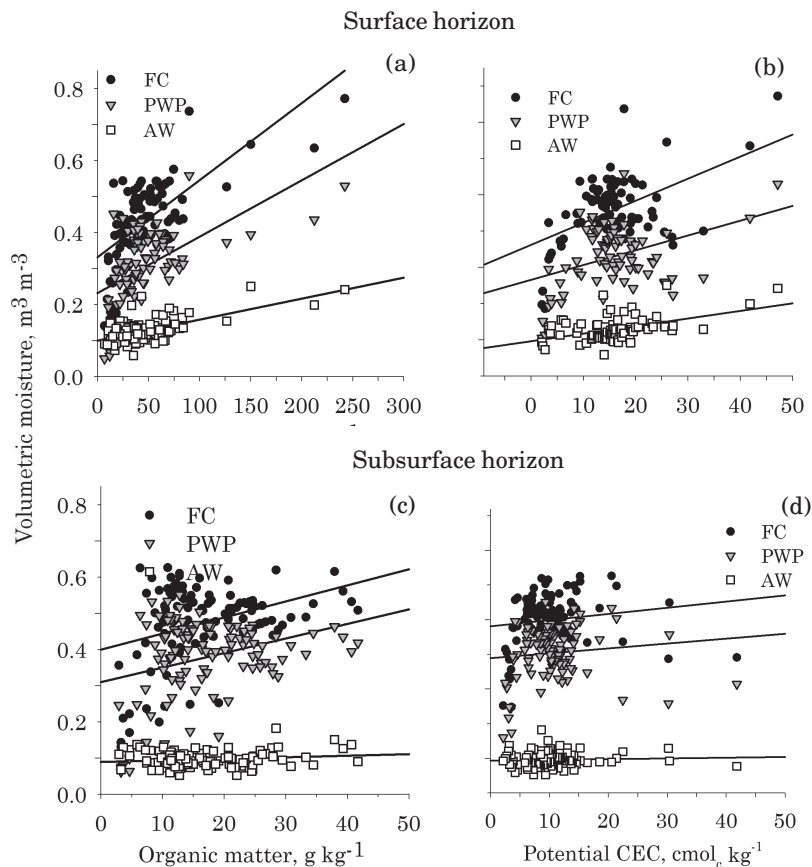 Surface horizon
(a)
FC
PWP
AW
0.8
0.6
0.4
0.2
0.0
0 50 100 150 200 250 300
(b)
FC
PWP
AW
0 10 20 30 40 50
Volumetric moisture, m³ m⁻³
Subsurface horizon
(c)
FC
PWP
AW
0.8
0.6
0.4
0.2
0.0
0 10 20 30 40 50
Organic matter, g kg⁻¹
(d)
FC
PWP
AW
0 10 20 30 40 50
Potential CEC, cmol꜀ kg⁻¹